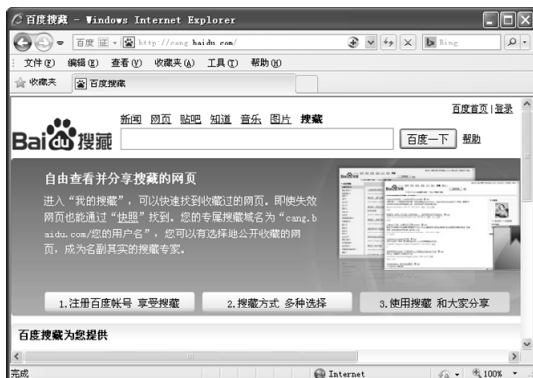 百度搜藏 - Windows Internet Explorer
百度 http://cang.baidu.com/ Bing
文件(F) 编辑(E) 查看(V) 收藏夹(A) 工具(T) 帮助(H)
收藏夹 百度搜藏
百度首页 | 登录
新闻 网页 贴吧 知道 音乐 图片 搜藏
Bai du 搜藏 百度一下 帮助
自由查看并分享搜藏的网页
进入“我的搜藏”，可以快速找到收藏过的网页。即使失效
网页也能通过“快照”找到。您的专属搜藏域名为“cang.b
aidu.com/您的用户名”，您可以有选择地公开收藏的网
页，成为名副其实的搜藏专家。
1.注册百度帐号 享受搜藏 2.搜藏方式 多种选择 3.使用搜藏 和大家分享
百度搜藏为您提供
完成 Internet 100%